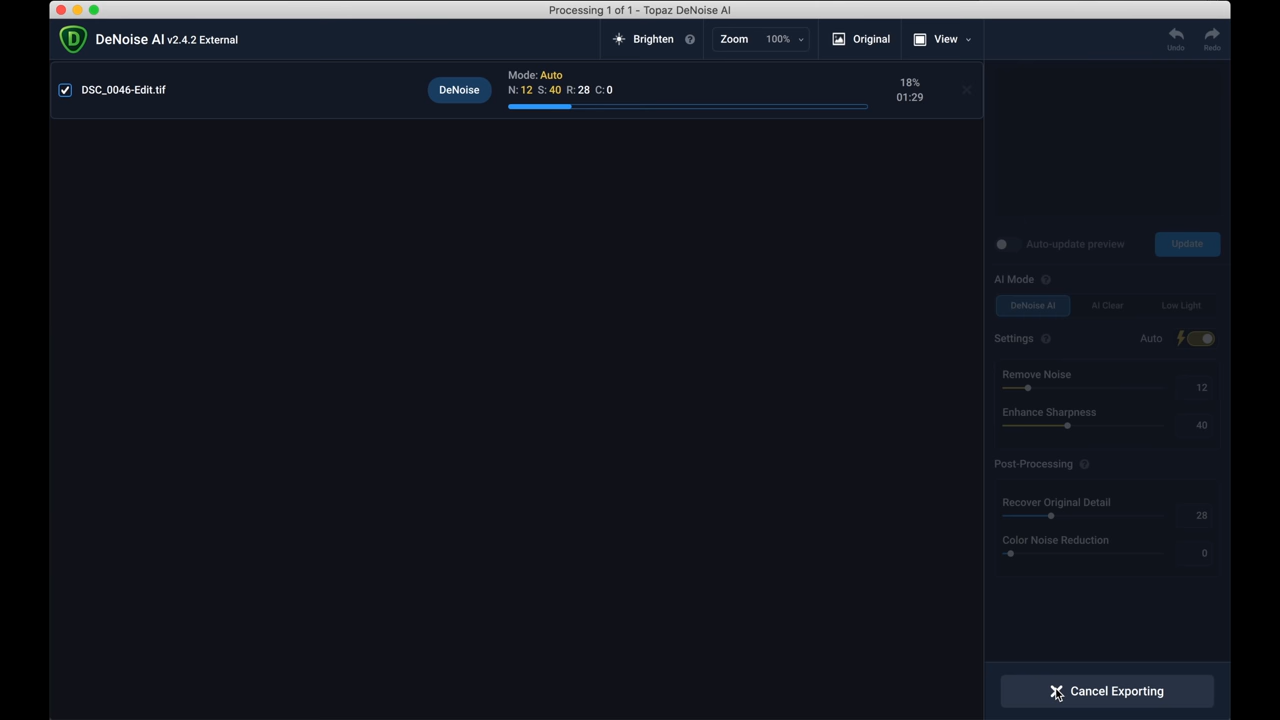 Processing 1 of 1 - Topaz DeNoise AI
DeNoise AI v2.4.2 External
Brighten ?
Zoom 100%
Original
View
Undo
Redo
DSC_0046-Edit.tif
DeNoise
Mode: Auto
N: 12 S: 40 R: 28 C: 0
18%
01:29
Auto-update preview
Update
AI Mode ?
DeNoise AI
AI Clear
Low Light
Settings ?
Auto
Remove Noise
12
Enhance Sharpness
40
Post-Processing ?
Recover Original Detail
28
Color Noise Reduction
0
Cancel Exporting